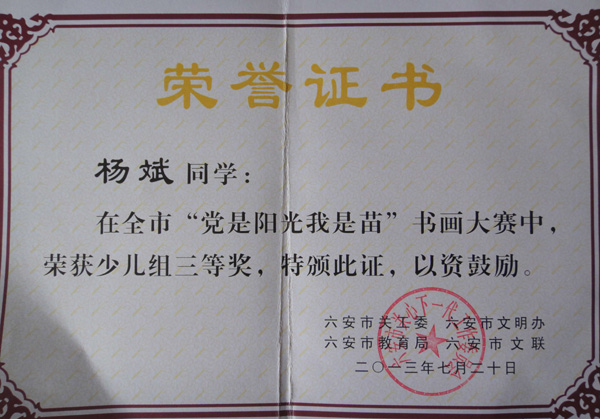 荣誉证书
杨斌 同学：
在全市“党是阳光我是苗”书画大赛中，
荣获少儿组三等奖，特颁此证，以资鼓励。
六安市关工委 六安市文明办
六安市教育局 六安市文联
二〇一三年七月二十日